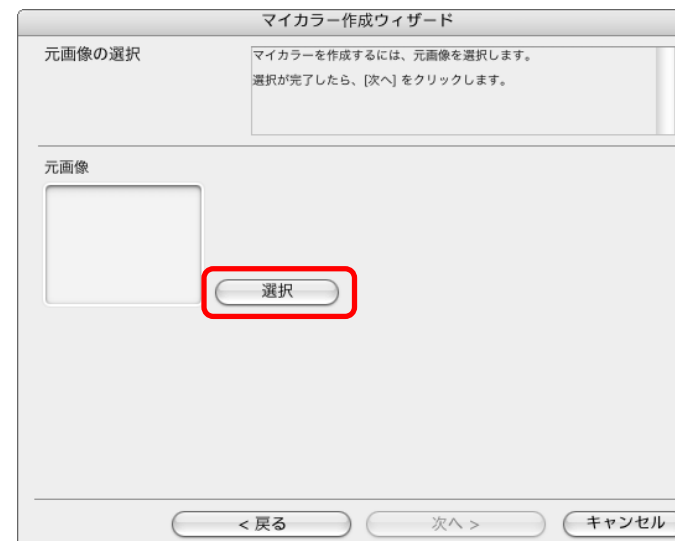 マイカラー作成ウィザード
元画像の選択
マイカラーを作成するには、元画像を選択します。
選択が完了したら、[次へ] をクリックします。
元画像
選択
< 戻る
次へ >
キャンセル